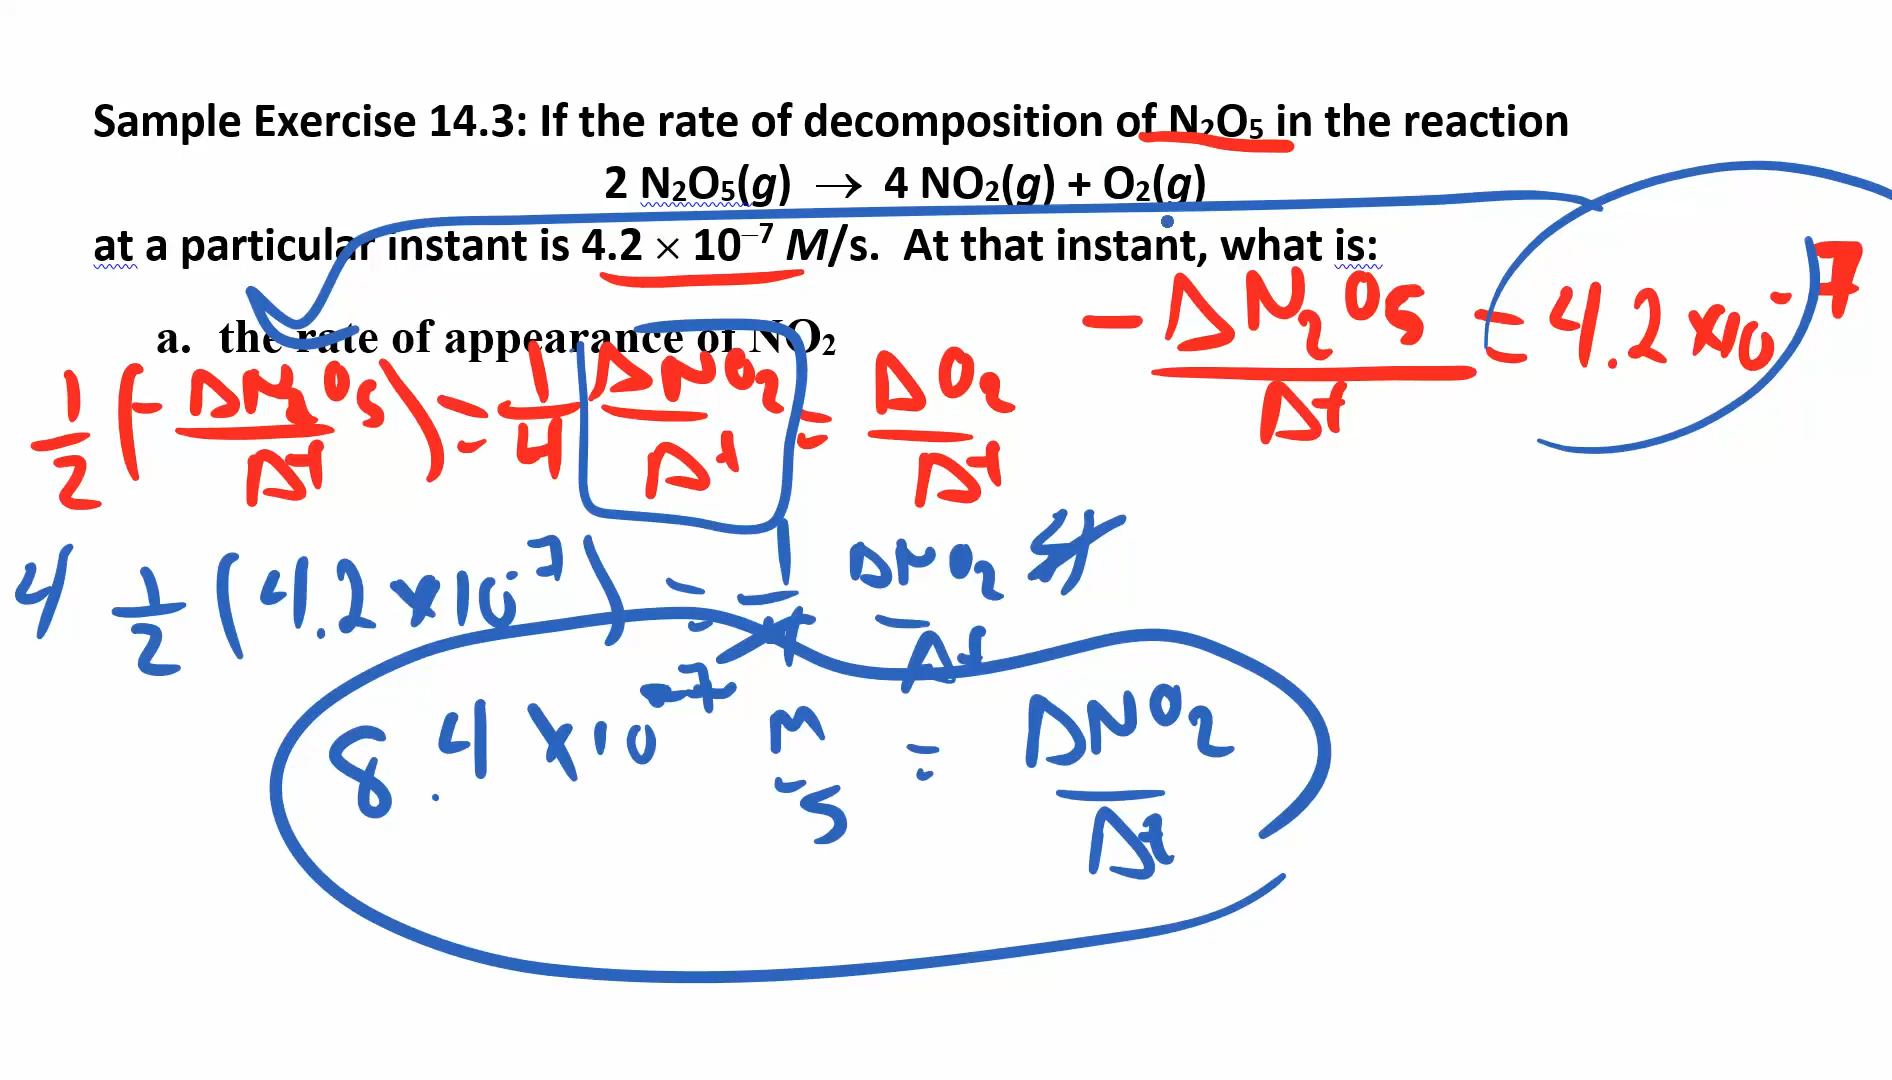 Sample Exercise 14.3: If the rate of decomposition of N₂O₅ in the reaction
2 N₂O₅(g) → 4 NO₂(g) + O₂(g)
at a particular instant is 4.2 × 10⁻⁷ M/s. At that instant, what is:
a. the rate of appearance of NO₂
-ΔN₂O₅/Δt = 4.2 × 10⁻⁷
1/2 (-ΔN₂O₅/Δt) = 1/4 ΔNO₂/Δt = ΔO₂/Δt
4 1/2 (4.2 × 10⁻⁷) = 1/4 ΔNO₂/Δt 4
8.4 × 10⁻⁷ M/s = ΔNO₂/Δt